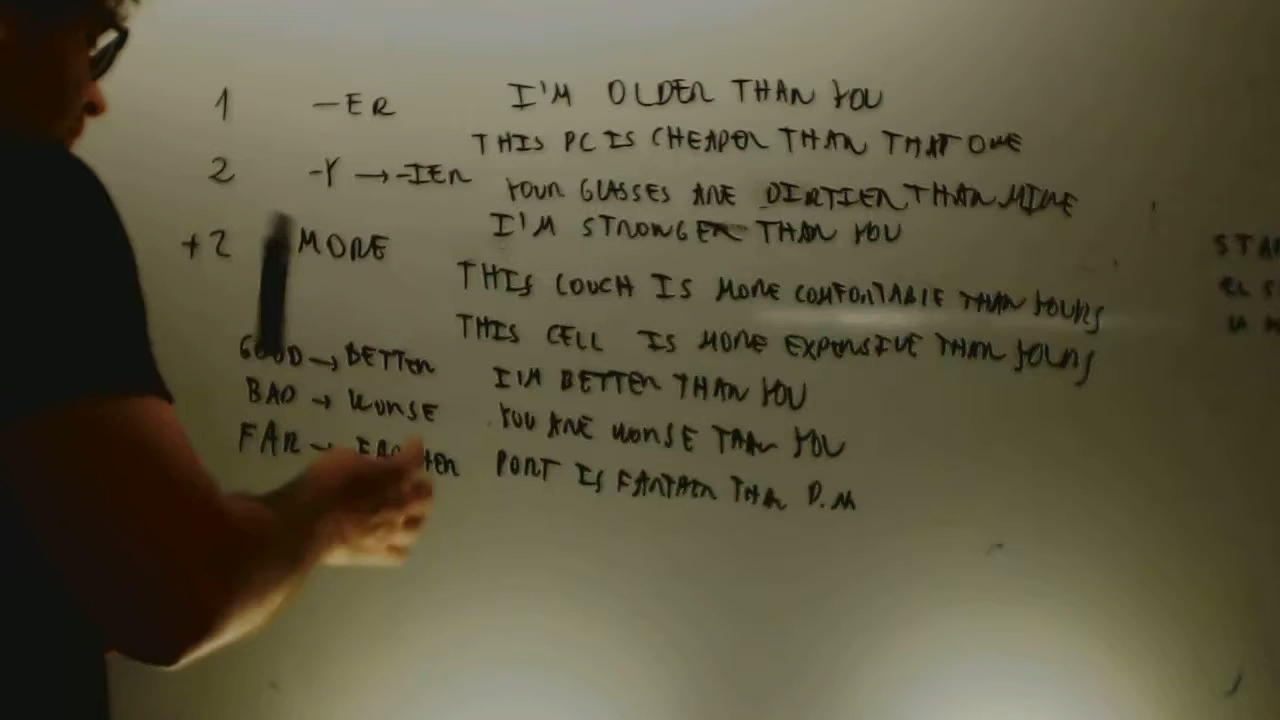 1 -ER I'M OLDER THAN YOU
THIS PC IS CHEAPER THAN THAT ONE
2 -Y → -IER YOUR GLASSES ARE DIRTIER THAN MINE
I'M STRONGER THAN YOU
+2 MORE
THIS COUCH IS MORE COMFORTABLE THAN YOURS
THIS CELL IS MORE EXPENSIVE THAN YOURS
GOOD → BETTER I'M BETTER THAN YOU
BAD → WORSE YOU ARE WORSE THAN YOU
FAR → PORT IS FARTHER THAN D.M